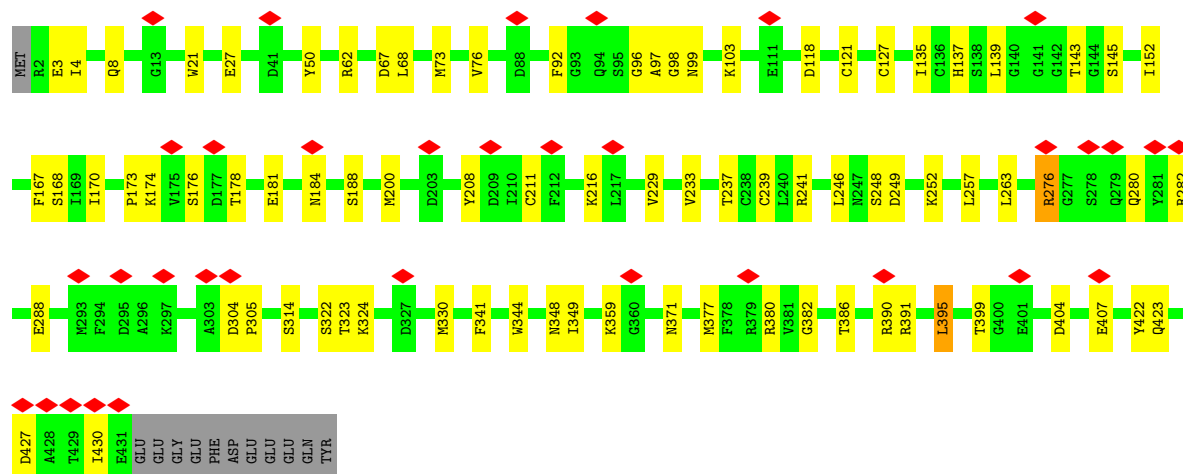 MET R2 E3 I4 Q8 G13 W21 E27 D41 Y50 R62 D67 L68 M73 V76 D88 F92 G93 Q94 S95 G96 A97 G98 N99 K103 E111 D118 C121 C127 I135 C136 H137 S138 L139 G140 G141 G142 T143 G144 S145 I152
F167 S168 I169 I170 P173 K174 V175 S176 D177 T178 E181 N184 S188 M200 D203 Y208 D209 I210 C211 F212 K216 L217 V229 V233 T237 C238 C239 L240 R241 L246 N247 S248 D249 K252 L257 L263 R276 G277 S278 Q279 Q280 Y281 R282
E288 M293 F294 D295 A296 K297 A303 D304 P305 S314 S322 T323 K324 D327 M330 F341 W344 N348 I349 K359 G360 N371 M377 F378 R379 R380 V381 G382 T386 R390 R391 L395 T399 G400 E401 D404 E407 Y422 Q423
D427 A428 T429 I430 E431 GLU GLU GLY GLU PHE ASP GLU GLU GLU GLN TYR